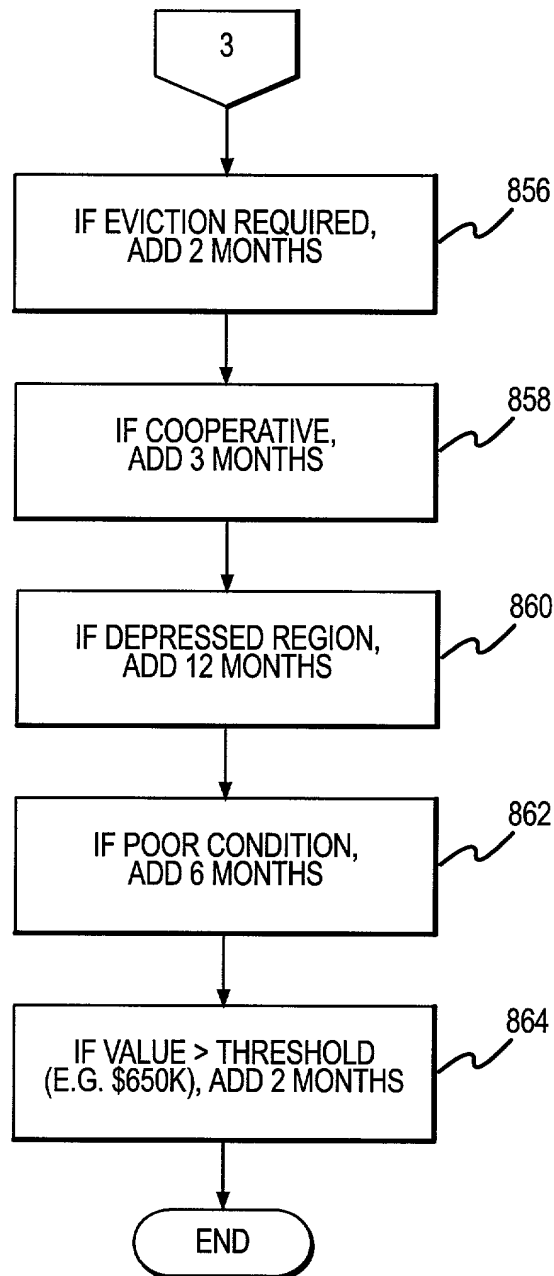 3
IF EVICTION REQUIRED,
ADD 2 MONTHS
856
IF COOPERATIVE,
ADD 3 MONTHS
858
IF DEPRESSED REGION,
ADD 12 MONTHS
860
IF POOR CONDITION,
ADD 6 MONTHS
862
IF VALUE > THRESHOLD
(E.G. $650K), ADD 2 MONTHS
864
END